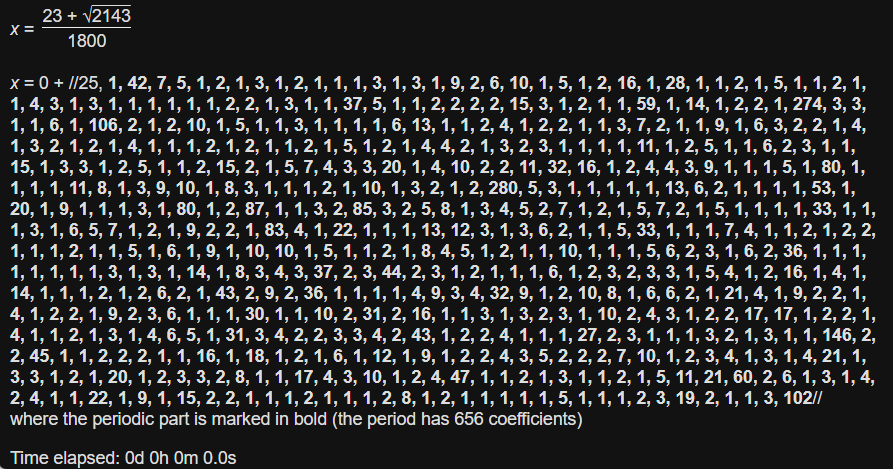 x = 23 + √2143 / 1800
x = 0 + //25, 1, 42, 7, 5, 1, 2, 1, 3, 1, 2, 1, 1, 1, 3, 1, 3, 1, 9, 2, 6, 10, 1, 5, 1, 2, 16, 1, 28, 1, 1, 2, 1, 5, 1, 1, 2, 1,
1, 4, 3, 1, 3, 1, 1, 1, 1, 1, 1, 2, 2, 1, 3, 1, 1, 37, 5, 1, 1, 2, 2, 2, 2, 15, 3, 1, 2, 1, 1, 59, 1, 14, 1, 2, 2, 1, 274, 3, 3,
1, 1, 6, 1, 106, 2, 1, 2, 10, 1, 5, 1, 1, 3, 1, 1, 1, 1, 6, 13, 1, 1, 2, 4, 1, 2, 2, 1, 1, 3, 7, 2, 1, 1, 9, 1, 6, 3, 2, 2, 1, 4,
1, 3, 2, 1, 2, 1, 4, 1, 1, 1, 2, 1, 2, 1, 1, 2, 1, 5, 1, 2, 1, 4, 4, 2, 1, 3, 2, 3, 1, 1, 1, 1, 11, 1, 2, 5, 1, 1, 6, 2, 3, 1, 1,
15, 1, 3, 3, 1, 2, 5, 1, 1, 2, 15, 2, 1, 5, 7, 4, 3, 3, 20, 1, 4, 10, 2, 2, 11, 32, 16, 1, 2, 4, 4, 3, 9, 1, 1, 1, 5, 1, 80, 1,
1, 1, 1, 11, 8, 1, 3, 9, 10, 1, 8, 3, 1, 1, 1, 2, 1, 10, 1, 3, 2, 1, 2, 280, 5, 3, 1, 1, 1, 1, 1, 13, 6, 2, 1, 1, 1, 1, 53, 1,
20, 1, 9, 1, 1, 1, 3, 1, 80, 1, 2, 87, 1, 1, 3, 2, 85, 3, 2, 5, 8, 1, 3, 4, 5, 2, 7, 1, 2, 1, 5, 7, 2, 1, 5, 1, 1, 1, 1, 33, 1, 1,
1, 3, 1, 6, 5, 7, 1, 2, 1, 9, 2, 2, 1, 83, 4, 1, 22, 1, 1, 1, 13, 12, 3, 1, 3, 6, 2, 1, 1, 5, 33, 1, 1, 1, 7, 4, 1, 1, 2, 1, 2, 2,
1, 1, 1, 2, 1, 1, 5, 1, 6, 1, 9, 1, 10, 10, 1, 5, 1, 1, 2, 1, 8, 4, 5, 1, 2, 1, 1, 10, 1, 1, 1, 5, 6, 2, 3, 1, 6, 2, 36, 1, 1, 1,
1, 1, 1, 1, 1, 3, 1, 3, 1, 14, 1, 8, 3, 4, 3, 37, 2, 3, 44, 2, 3, 1, 2, 1, 1, 1, 6, 1, 2, 3, 2, 3, 3, 1, 5, 4, 1, 2, 16, 1, 4, 1,
14, 1, 1, 1, 2, 1, 2, 6, 2, 1, 43, 2, 9, 2, 36, 1, 1, 1, 1, 4, 9, 3, 4, 32, 9, 1, 2, 10, 8, 1, 6, 6, 2, 1, 21, 4, 1, 9, 2, 2, 1,
4, 1, 2, 2, 1, 9, 2, 3, 6, 1, 1, 1, 30, 1, 1, 10, 2, 31, 2, 16, 1, 1, 3, 1, 3, 2, 3, 1, 10, 2, 4, 3, 1, 2, 2, 17, 17, 1, 2, 2, 1,
4, 1, 1, 2, 1, 3, 1, 4, 6, 5, 1, 31, 3, 4, 2, 2, 3, 3, 4, 2, 43, 1, 2, 2, 4, 1, 1, 1, 27, 2, 3, 1, 1, 1, 3, 2, 1, 3, 1, 1, 146, 2,
2, 45, 1, 1, 2, 2, 2, 1, 1, 16, 1, 18, 1, 2, 1, 6, 1, 12, 1, 9, 1, 2, 2, 4, 3, 5, 2, 2, 2, 7, 10, 1, 2, 3, 4, 1, 3, 1, 4, 21, 1,
3, 3, 1, 2, 1, 20, 1, 2, 3, 3, 2, 8, 1, 1, 17, 4, 3, 10, 1, 2, 4, 47, 1, 1, 2, 1, 3, 1, 1, 2, 1, 5, 11, 21, 60, 2, 6, 1, 3, 1, 4,
2, 4, 1, 1, 22, 1, 9, 1, 15, 2, 2, 1, 1, 1, 2, 1, 1, 1, 2, 8, 1, 2, 1, 1, 1, 1, 1, 5, 1, 1, 1, 2, 3, 19, 2, 1, 1, 3, 102//
where the periodic part is marked in bold (the period has 656 coefficients)
Time elapsed: 0d 0h 0m 0.0s